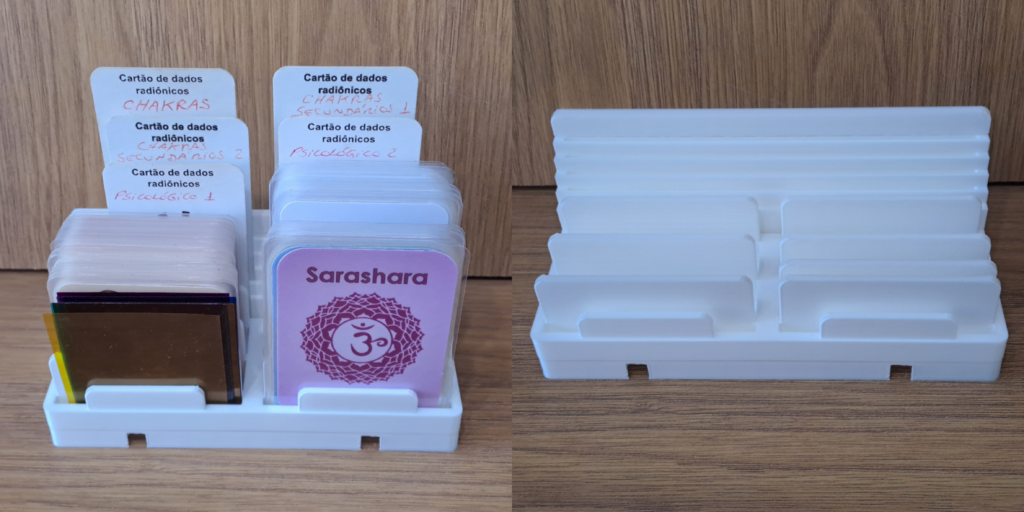 Cartão de dados
radiônicos
CHAKRAS
Cartão de dados
radiônicos
CHAKRAS
SECUNDÁRIOS 2
Cartão de dados
radiônicos
PSICOLÓGICO 1
Cartão de dados
radiônicos
CHAKRAS
SECUNDÁRIOS 1
Cartão de dados
radiônicos
PSICOLÓGICO 2
Sarashara
ॐ